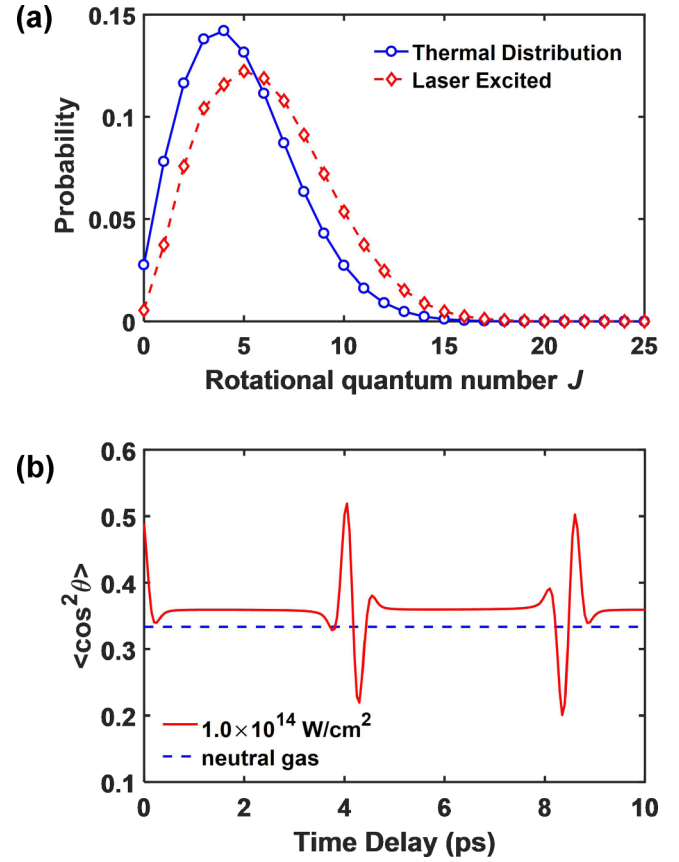 (a)
Probability
0.15
0.1
0.05
0
Thermal Distribution
Laser Excited
0 5 10 15 20 25
Rotational quantum number J
(b)
<cos²θ>
0.6
0.5
0.4
0.3
0.2
0.1
1.0×10¹⁴ W/cm²
neutral gas
0 2 4 6 8 10
Time Delay (ps)